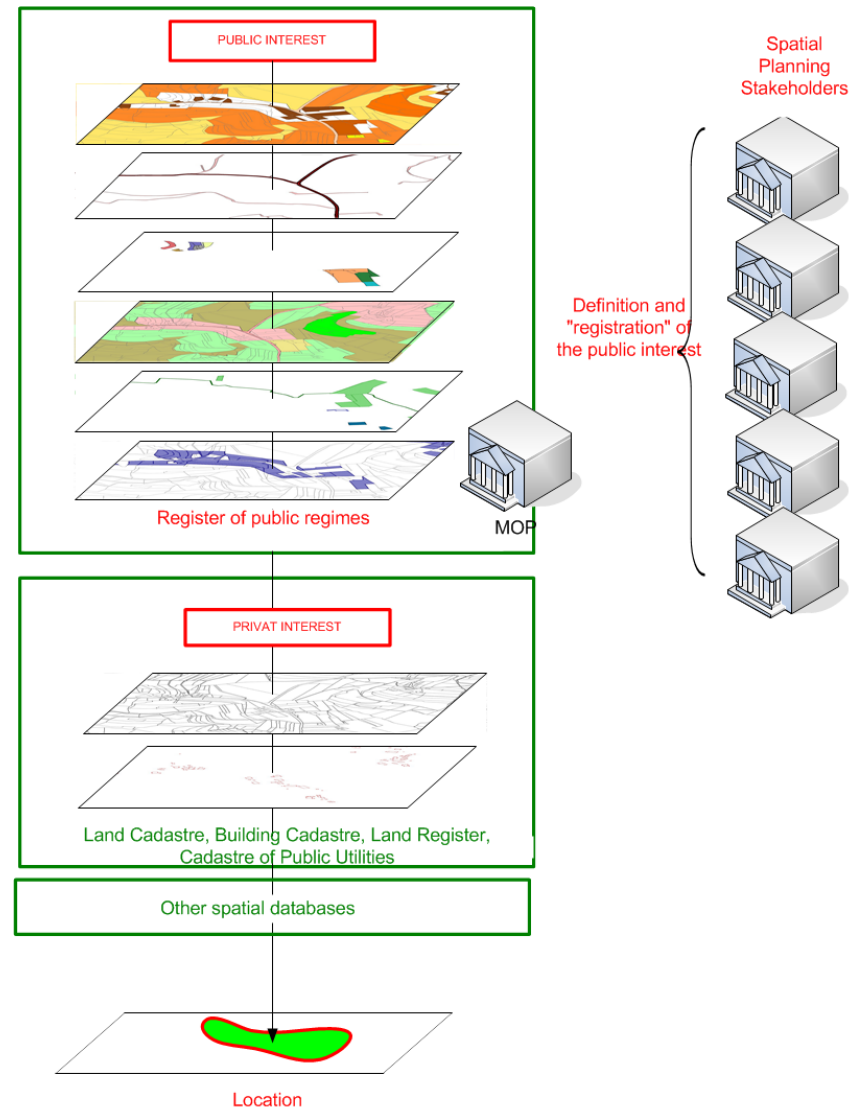 PUBLIC INTEREST
Spatial
Planning
Stakeholders
Definition and
"registration" of
the public interest
Register of public regimes
MOP
PRIVAT INTEREST
Land Cadastre, Building Cadastre, Land Register,
Cadastre of Public Utilities
Other spatial databases
Location